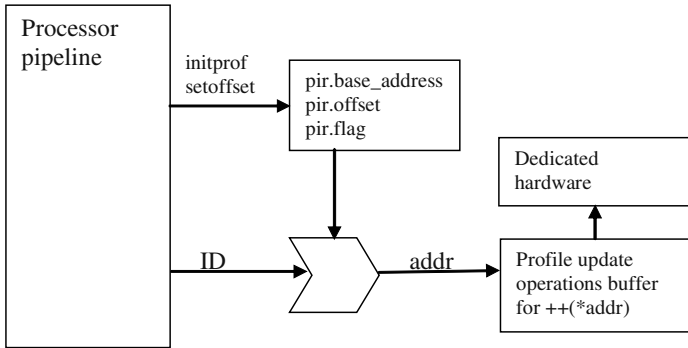 Processor
pipeline
initprof
setoffset
pir.base_address
pir.offset
pir.flag
Dedicated
hardware
ID
addr
Profile update
operations buffer
for ++(*addr)